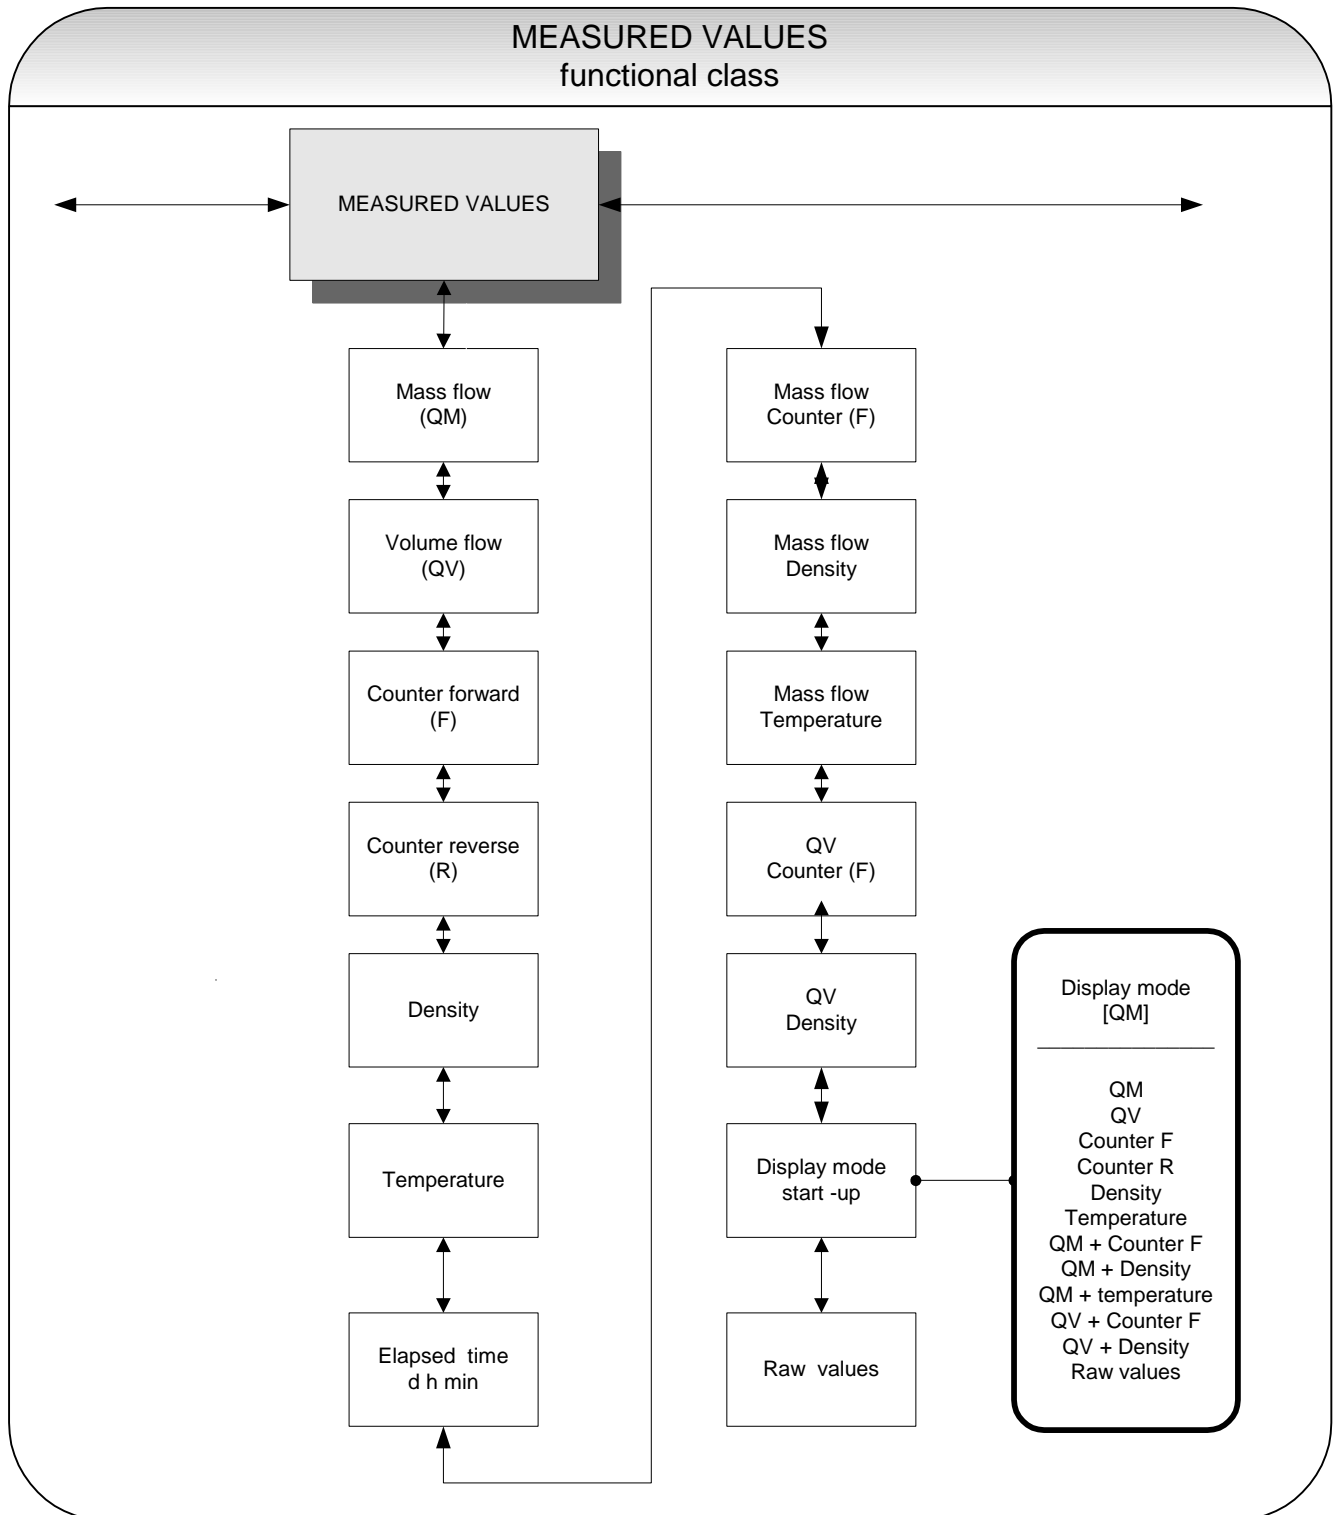 MEASURED VALUES
functional class
MEASURED VALUES
Mass flow
(QM)
Volume flow
(QV)
Counter forward
(F)
Counter reverse
(R)
Density
Temperature
Elapsed time
d h min
Mass flow
Counter (F)
Mass flow
Density
Mass flow
Temperature
QV
Counter (F)
QV
Density
Display mode
start -up
Raw values
Display mode
[QM]
QM
QV
Counter F
Counter R
Density
Temperature
QM + Counter F
QM + Density
QM + temperature
QV + Counter F
QV + Density
Raw values